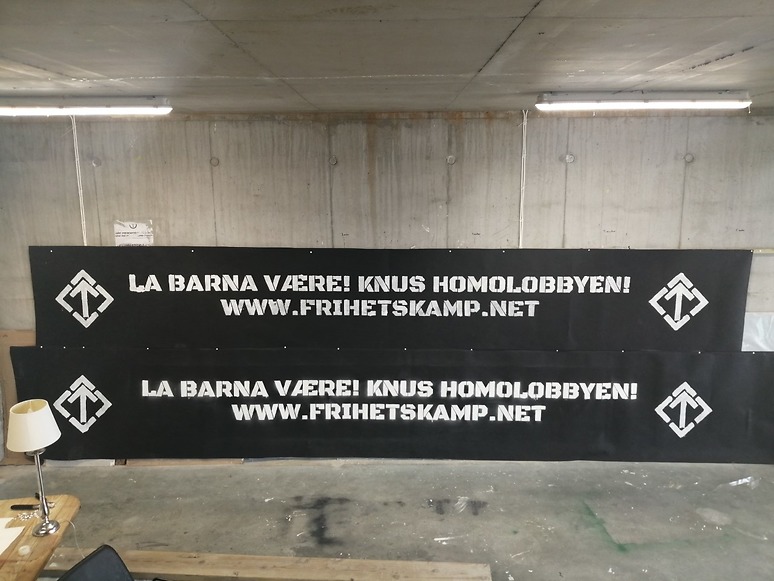 LA BARNA VÆRE! KNUS HOMOLOBBYEN!
WWW.FRIHETSKAMP.NET
LA BARNA VÆRE! KNUS HOMOLOBBYEN!
WWW.FRIHETSKAMP.NET